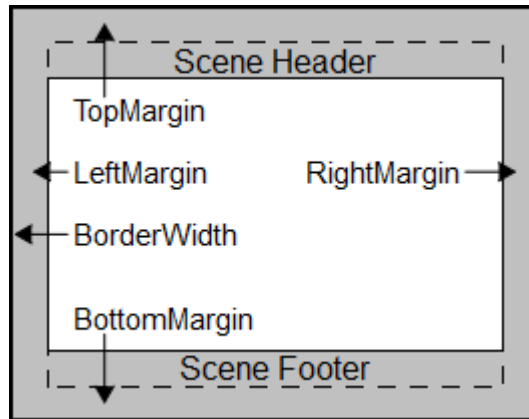 Scene Header
TopMargin
LeftMargin RightMargin
BorderWidth
BottomMargin
Scene Footer